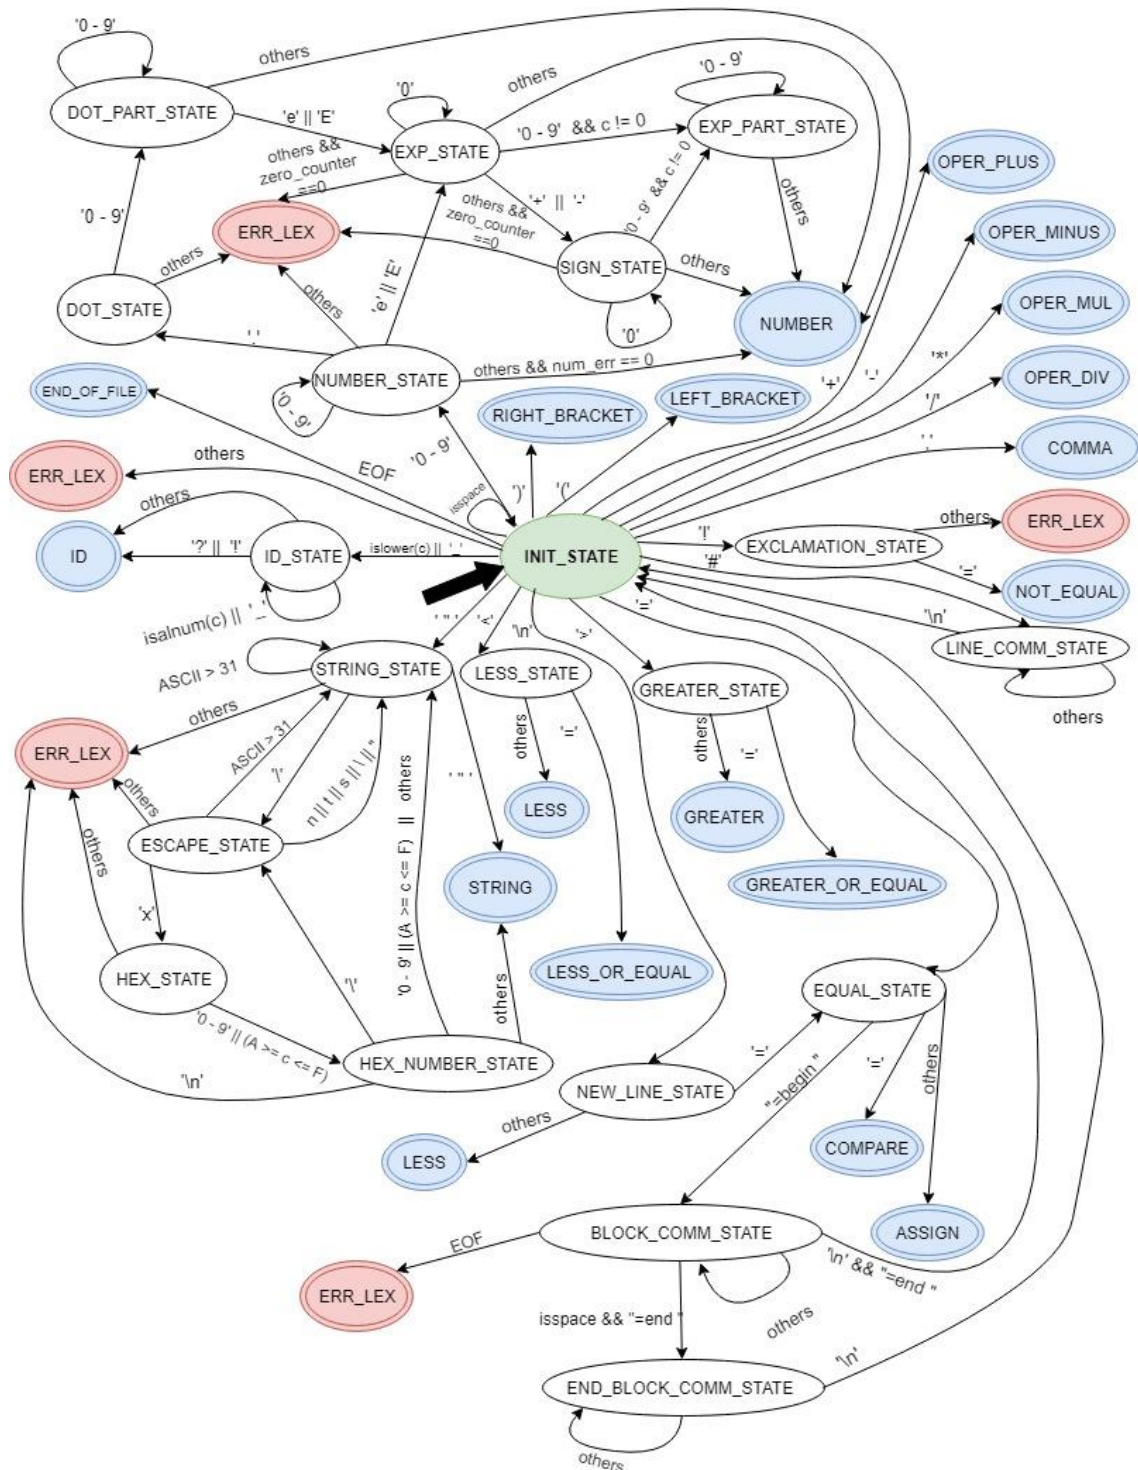 '0 - 9'
others
DOT_PART_STATE
'e' || 'E'
'0'
EXP_STATE
others
'0 - 9' && c != 0
'0 - 9'
EXP_PART_STATE
others &&
zero_counter
==0
'0 - 9'
ERR_LEX
others &&
zero_counter
==0
'+' || '-'
'0 - 9' && c != 0
others
OPER_PLUS
OPER_MINUS
others
DOT_STATE
others
'e' || 'E'
SIGN_STATE
others
'0'
NUMBER
OPER_MUL
'.'
NUMBER_STATE
others && num_err == 0
'0 - 9'
END_OF_FILE
RIGHT_BRACKET
LEFT_BRACKET
'+'
'-'
'*'
'/'
OPER_DIV
'0 - 9'
ERR_LEX
others
EOF
isspace
')'
'('
','
COMMA
others
ID
'?' || '!'
ID_STATE
islower(c) || '_'
INIT_STATE
'!'
EXCLAMATION_STATE
others
ERR_LEX
'='
NOT_EQUAL
'#'
'\n'
LINE_COMM_STATE
others
isalnum(c) || '_'
' " '
'<'
'\n'
'>'
'='
ASCII > 31
STRING_STATE
LESS_STATE
GREATER_STATE
others
ERR_LEX
ASCII > 31
'\'
n || t || s || \ || "
'0 - 9' || (A >= c <= F) || others
' " '
others
'='
others
'='
LESS
GREATER
others
others
ESCAPE_STATE
STRING
GREATER_OR_EQUAL
'x'
HEX_STATE
'\'
others
LESS_OR_EQUAL
EQUAL_STATE
'0 - 9' || (A >= c <= F)
HEX_NUMBER_STATE
'\n'
NEW_LINE_STATE
'='
"=begin "
'='
others
others
LESS
COMPARE
BLOCK_COMM_STATE
ASSIGN
EOF
ERR_LEX
'\n' && "=end "
isspace && "=end "
others
END_BLOCK_COMM_STATE
'\n'
others